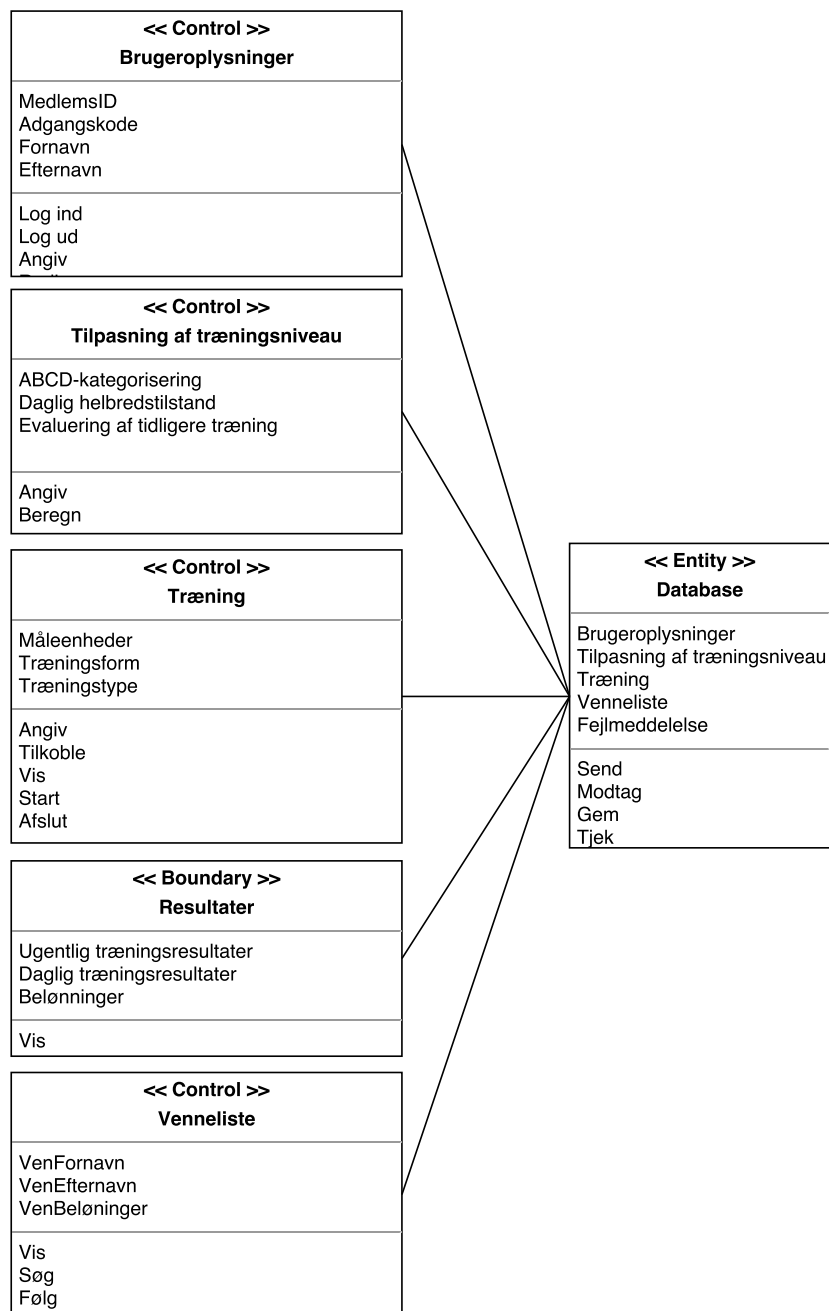 << Control >>
Brugeroplysninger
MedlemsID
Adgangskode
Fornavn
Efternavn
Log ind
Log ud
Angiv
<< Control >>
Tilpasning af træningsniveau
ABCD-kategorisering
Daglig helbredstilstand
Evaluering af tidligere træning
Angiv
Beregn
<< Control >>
Træning
Måleenheder
Træningsform
Træningstype
Angiv
Tilkoble
Vis
Start
Afslut
<< Boundary >>
Resultater
Ugentlig træningsresultater
Daglig træningsresultater
Belønninger
Vis
<< Control >>
Venneliste
VenFornavn
VenEfternavn
VenBeløninger
Vis
Søg
Følg
<< Entity >>
Database
Brugeroplysninger
Tilpasning af træningsniveau
Træning
Venneliste
Fejlmeddelelse
Send
Modtag
Gem
Tjek